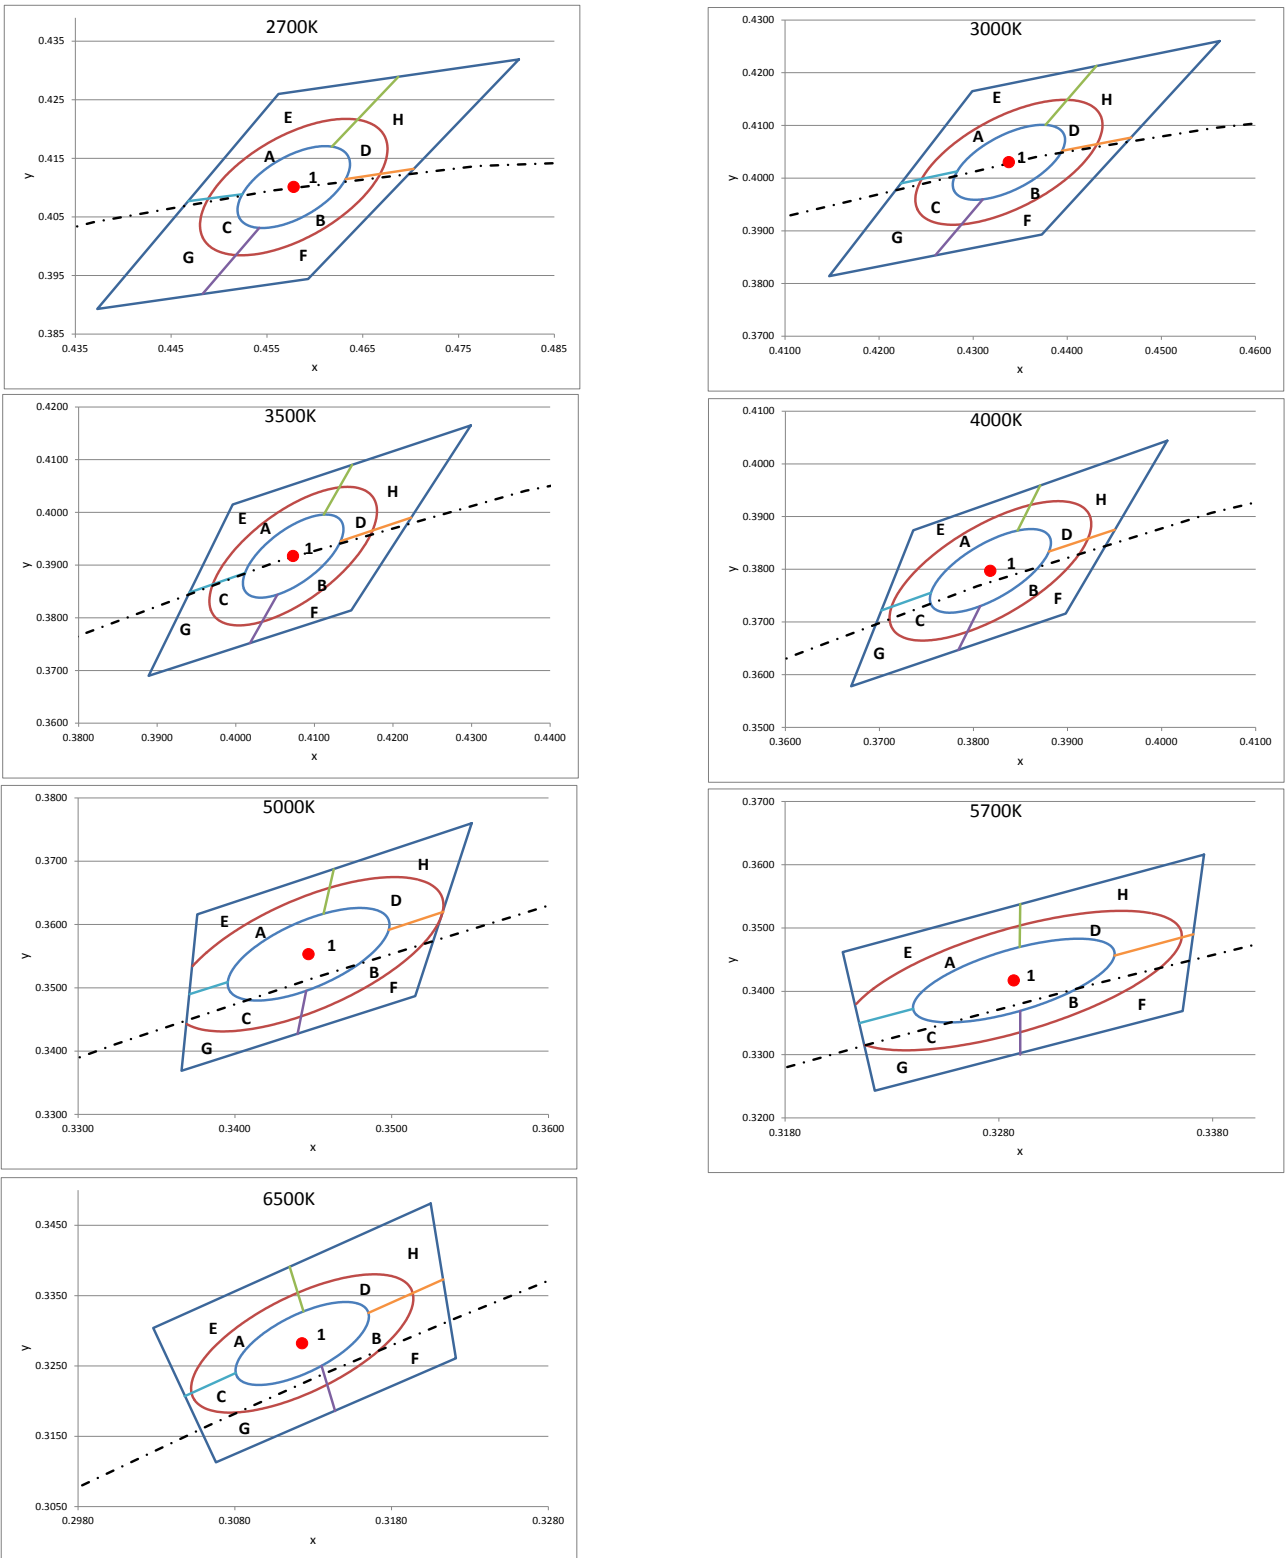 2700K
0.435
0.425
0.415
0.405
0.395
0.385
y
E
H
A
D
1
C
B
G
F
0.435 0.445 0.455 0.465 0.475 0.485
x
3000K
0.4300
0.4200
0.4100
0.4000
0.3900
0.3800
0.3700
y
E
H
A
D
1
B
C
F
G
0.4100 0.4200 0.4300 0.4400 0.4500 0.4600
x
3500K
0.4200
0.4100
0.4000
0.3900
0.3800
0.3700
0.3600
y
H
E
A
D
1
B
C
F
G
0.3800 0.3900 0.4000 0.4100 0.4200 0.4300 0.4400
x
4000K
0.4100
0.4000
0.3900
0.3800
0.3700
0.3600
0.3500
y
H
E
A
D
1
B
F
C
G
0.3600 0.3700 0.3800 0.3900 0.4000 0.4100
x
5000K
0.3800
0.3700
0.3600
0.3500
0.3400
0.3300
y
H
D
E
A
1
B
F
C
G
0.3300 0.3400 0.3500 0.3600
x
5700K
0.3700
0.3600
0.3500
0.3400
0.3300
0.3200
y
H
D
E
A
1
B
F
C
G
0.3180 0.3280 0.3380
x
6500K
0.3450
0.3350
0.3250
0.3150
0.3050
y
H
D
E
A
1
B
F
C
G
0.2980 0.3080 0.3180 0.3280
x